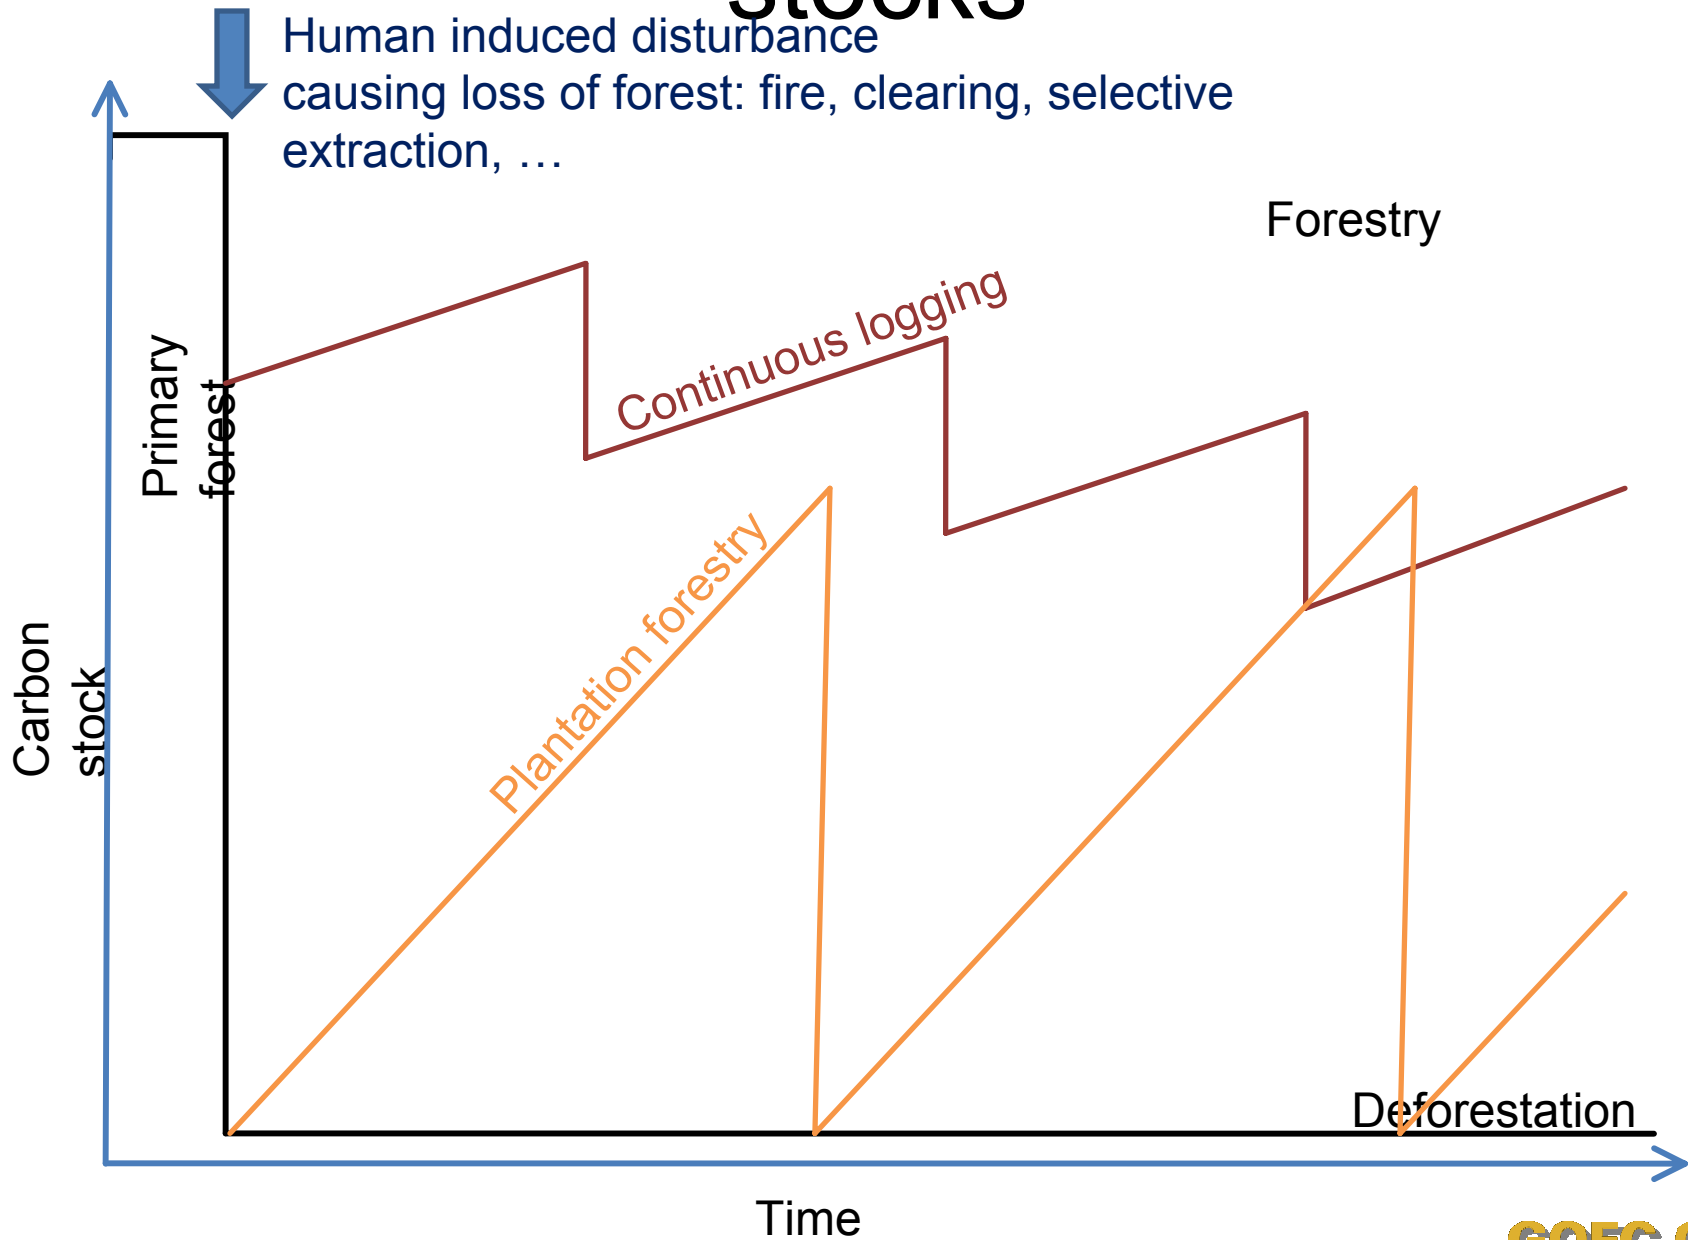 stocks
Human induced disturbance
causing loss of forest: fire, clearing, selective
extraction, …
Forestry
Primary
forest
Continuous logging
Plantation forestry
Carbon
stock
Deforestation
Time